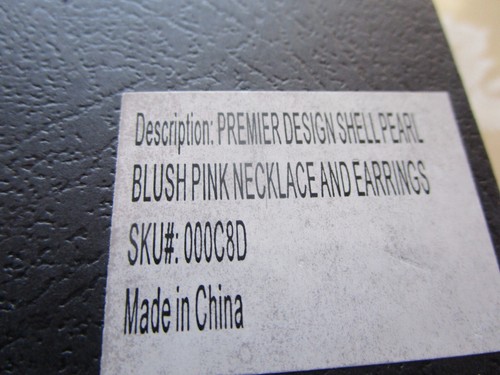 Description: PREMIER DESIGN SHELL PEARL
BLUSH PINK NECKLACE AND EARRINGS
SKU#: 000C8D
Made in China